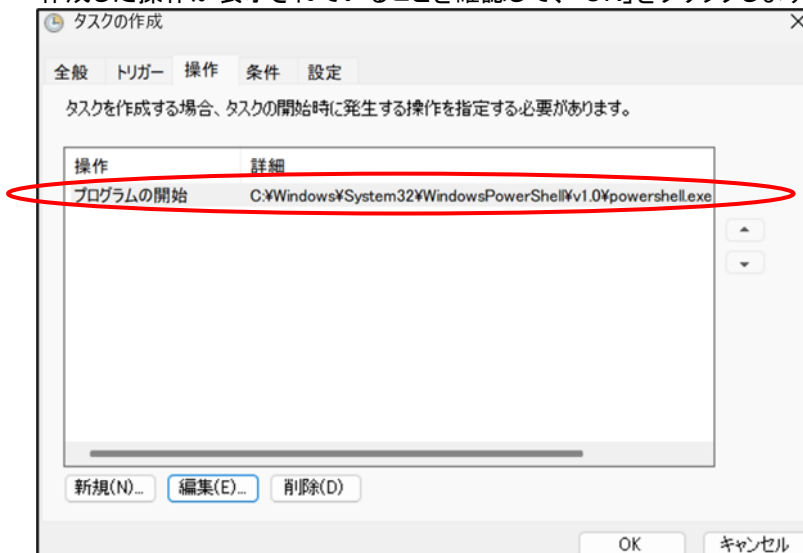 タスクの作成
全般 トリガー 操作 条件 設定
タスクを作成する場合、タスクの開始時に発生する操作を指定する必要があります。
操作 詳細
プログラムの開始 C:¥Windows¥System32¥WindowsPowerShell¥v1.0¥powershell.exe
新規(N)... 編集(E)... 削除(D)
OK キャンセル